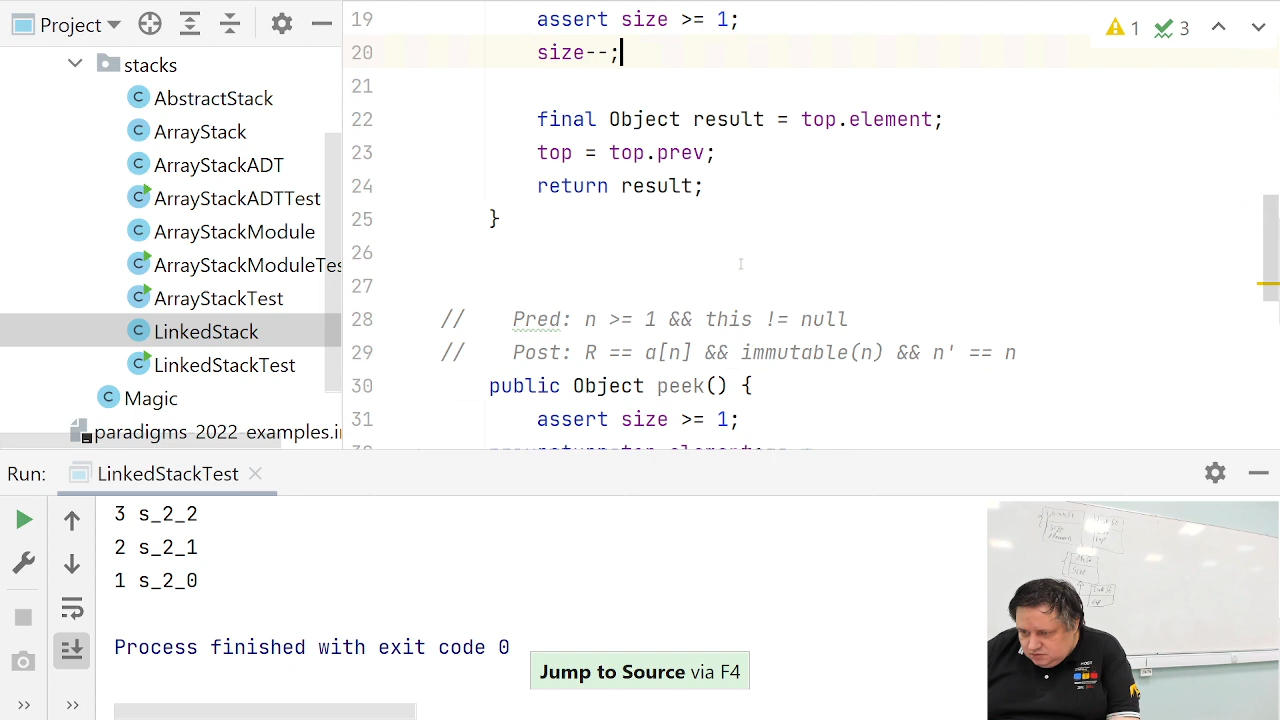 Project
stacks
AbstractStack
ArrayStack
ArrayStackADT
ArrayStackADTTest
ArrayStackModule
ArrayStackModuleTes
ArrayStackTest
LinkedStack
LinkedStackTest
Magic
paradigms-2022-examples.i
19 assert size >= 1;
20 size--;
21
22 final Object result = top.element;
23 top = top.prev;
24 return result;
25 }
26
27
28 // Pred: n >= 1 && this != null
29 // Post: R == a[n] && immutable(n) && n' == n
30 public Object peek() {
31 assert size >= 1;
1 3
Run: LinkedStackTest
3 s_2_2
2 s_2_1
1 s_2_0
Process finished with exit code 0
Jump to Source via F4